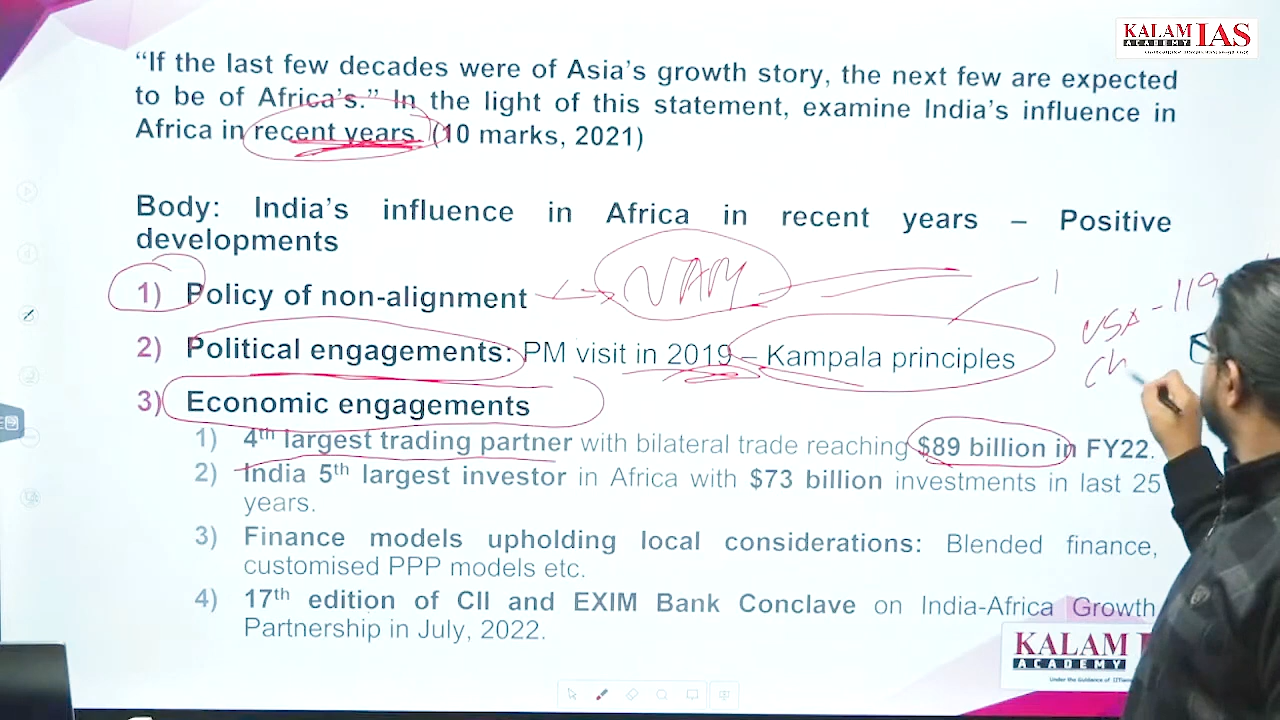 KALAM IAS
ACADEMY
“If the last few decades were of Asia’s growth story, the next few are expected
to be of Africa’s.” In the light of this statement, examine India’s influence in
Africa in recent years. (10 marks, 2021)
Body: India’s influence in Africa in recent years – Positive
developments
1) Policy of non-alignment
NAM
USA - 119
Ch
2) Political engagements: PM visit in 2019 – Kampala principles
3) Economic engagements
1) 4th largest trading partner with bilateral trade reaching $89 billion in FY22.
2) India 5th largest investor in Africa with $73 billion investments in last 25
years.
3) Finance models upholding local considerations: Blended finance,
customised PPP models etc.
4) 17th edition of CII and EXIM Bank Conclave on India-Africa Growth
Partnership in July, 2022.
KALAM
ACADEMY
Under the Guidance of